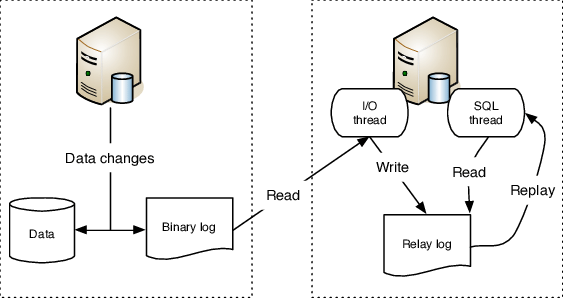 Data changes
Data
Binary log
Read
I/O
thread
SQL
thread
Write
Read
Replay
Relay log